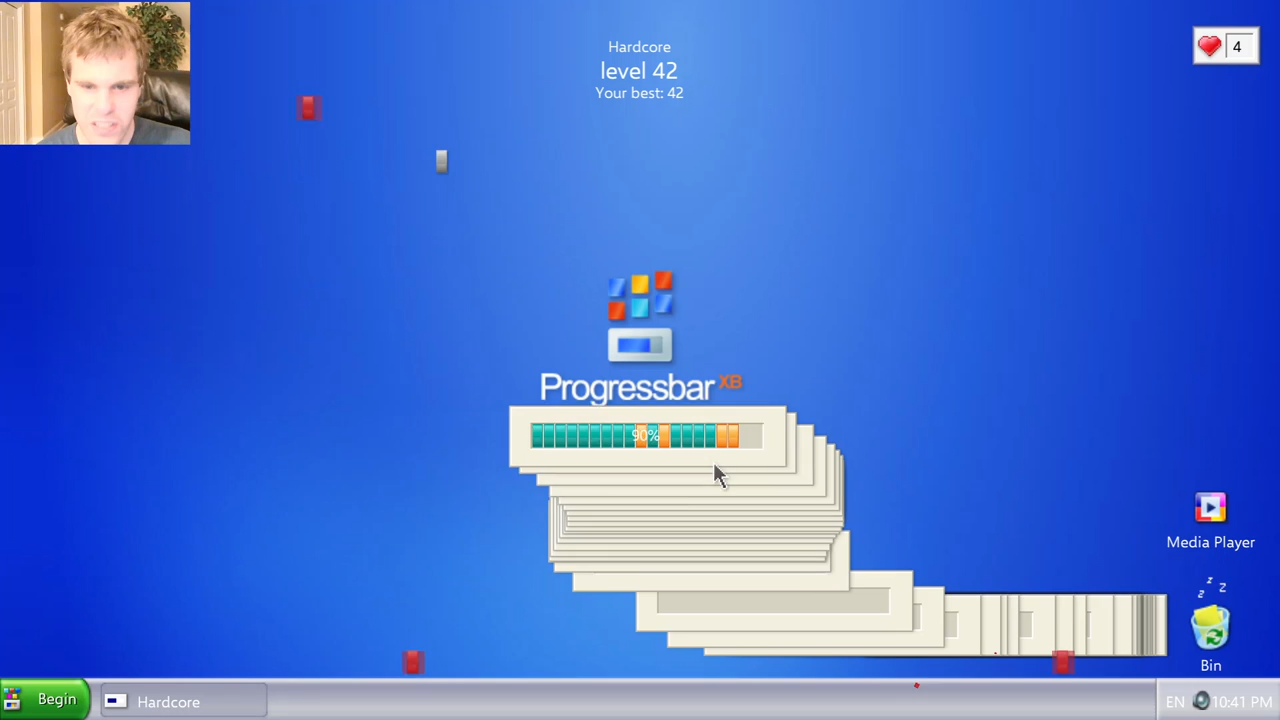 Hardcore
level 42
Your best: 42
4
Progressbar XB
90%
Media Player
z z z
Bin
Begin
Hardcore
EN 10:41 PM